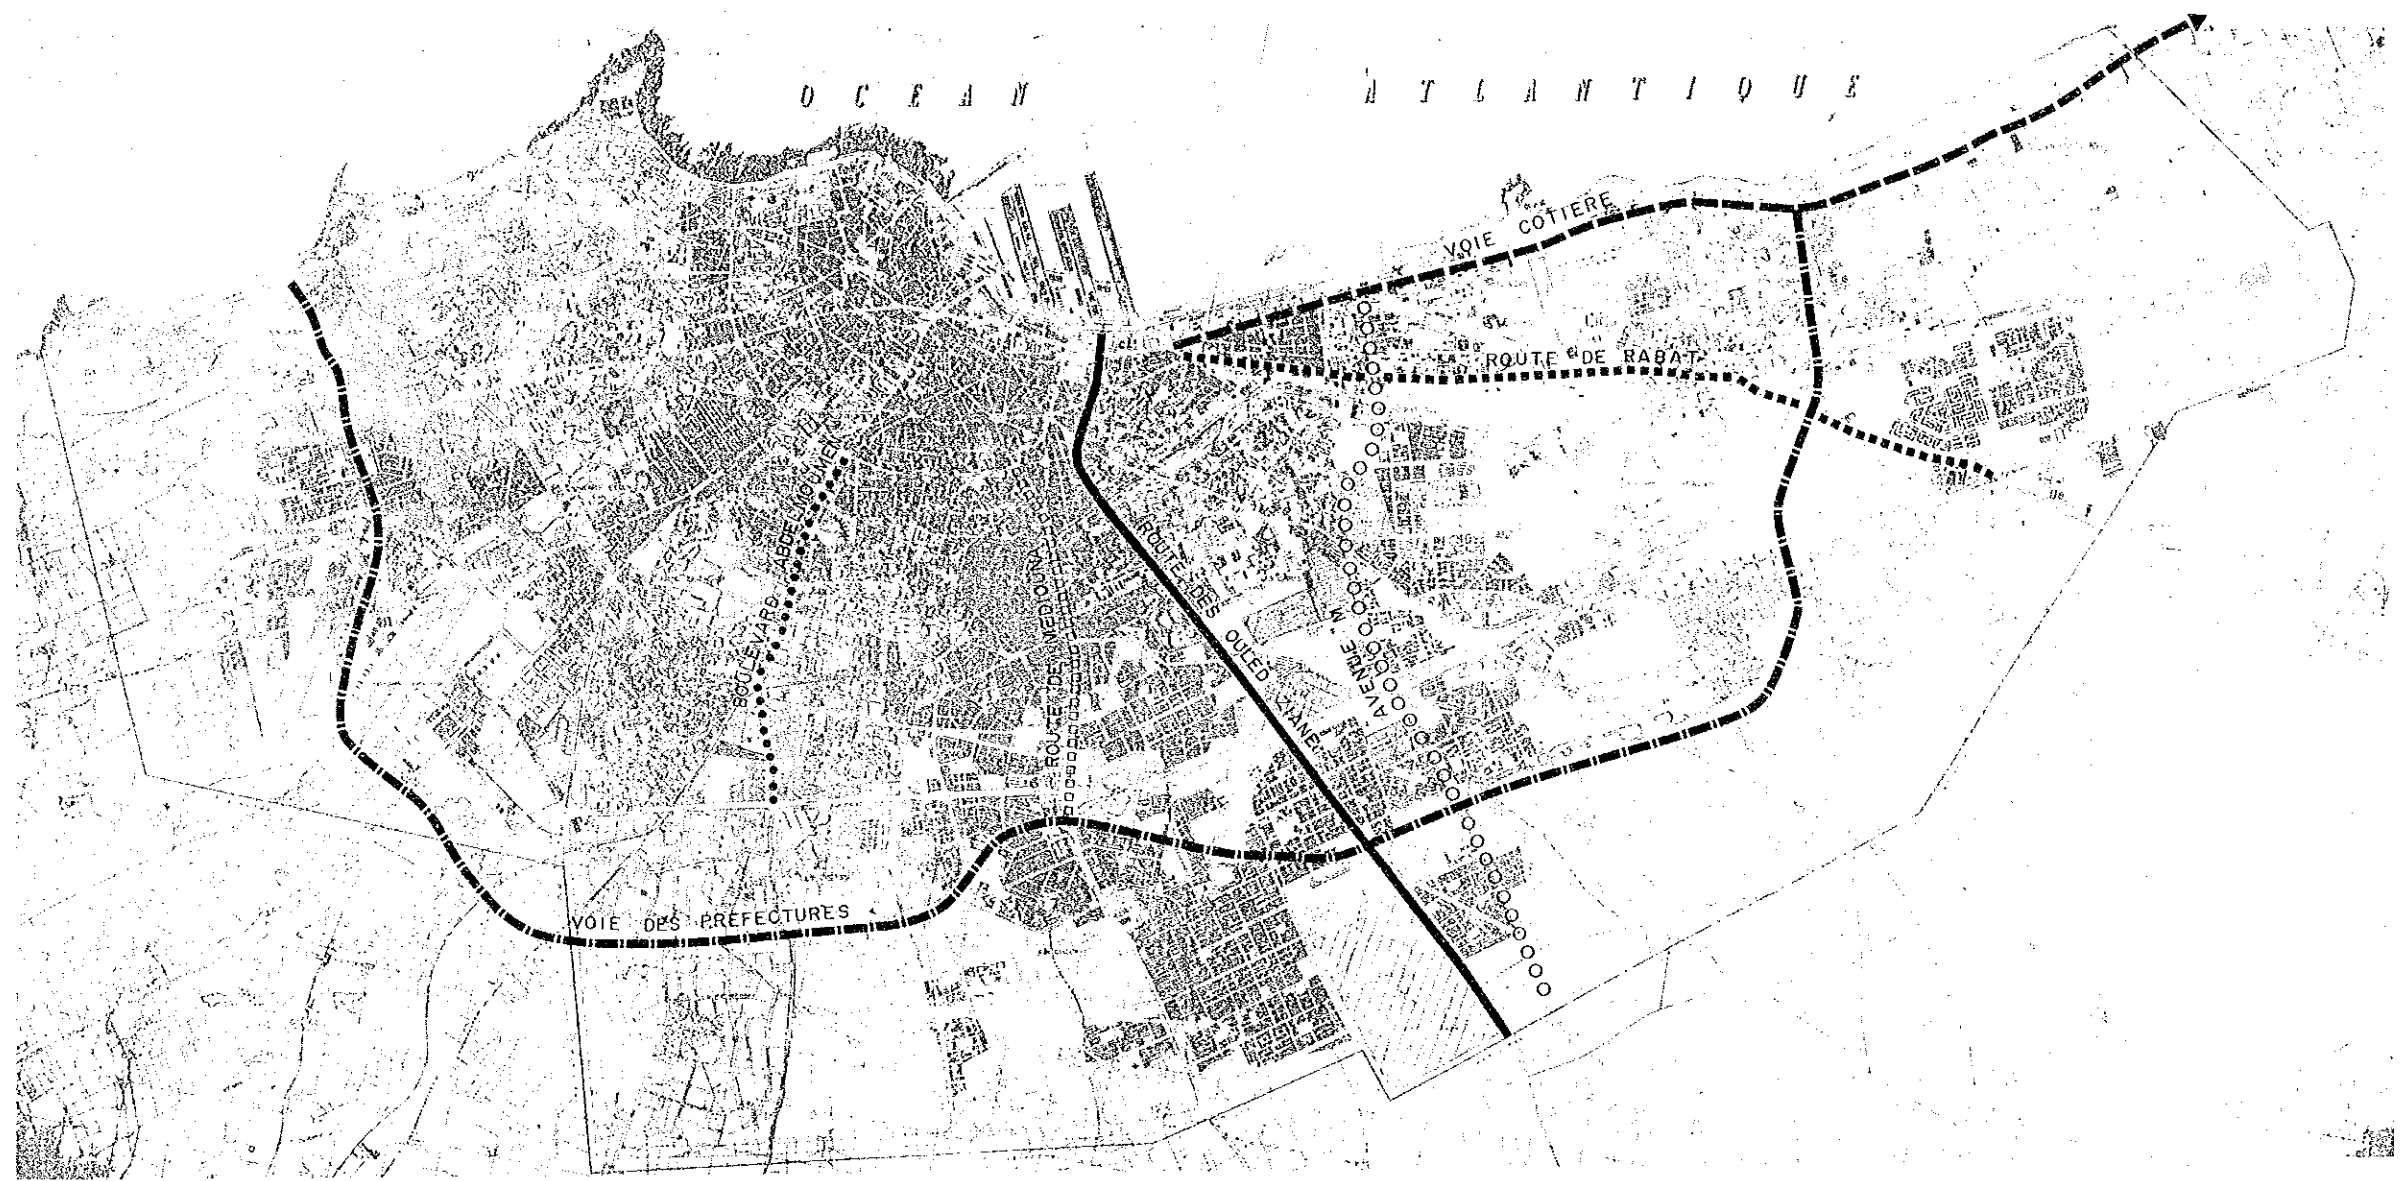 OCEAN ATLANTIQUE
VOIE COTIERE
ROUTE DE RABAT
BOULEVARD ABDELMOUMEN
ROUTE DE MEDIOUNA
ROUTE DES OULED ZIANE
AVENUE M.
VOIE DES PREFECTURES